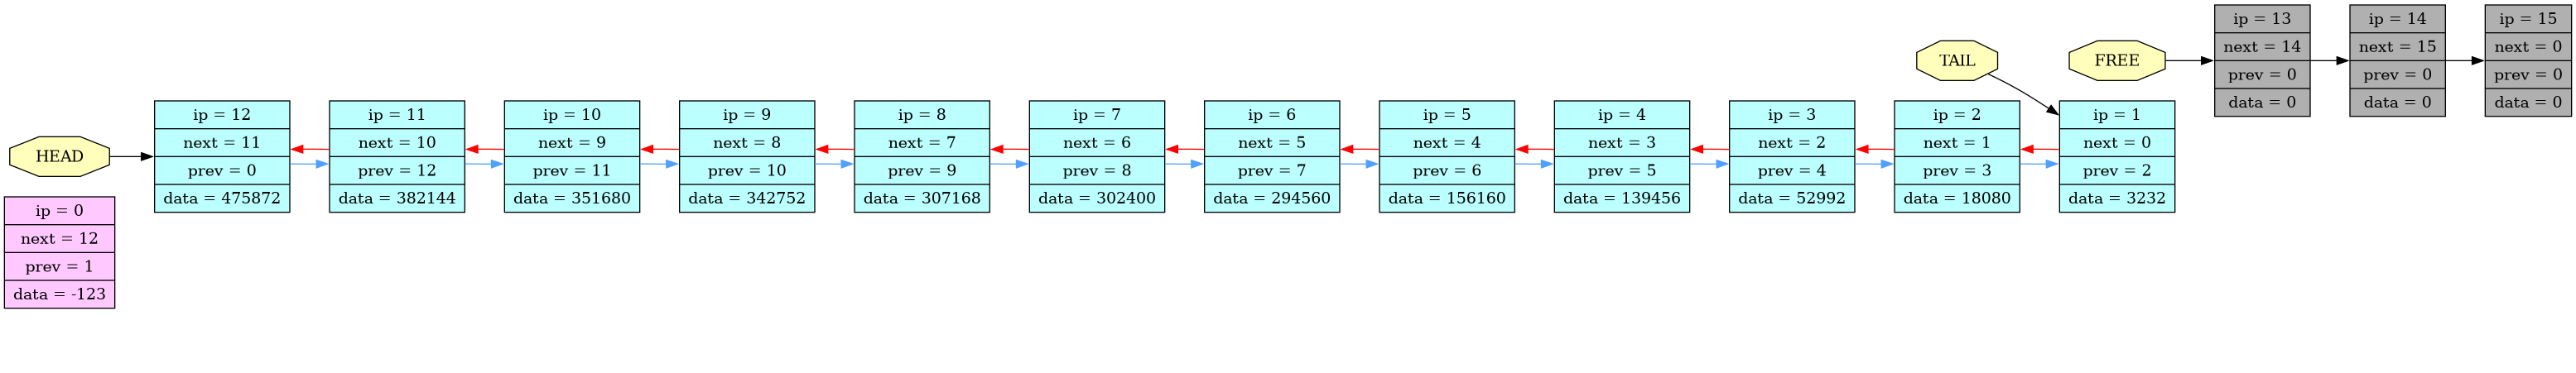 HEAD
ip = 0
next = 12
prev = 1
data = -123
ip = 12
next = 11
prev = 0
data = 475872
ip = 11
next = 10
prev = 12
data = 382144
ip = 10
next = 9
prev = 11
data = 351680
ip = 9
next = 8
prev = 10
data = 342752
ip = 8
next = 7
prev = 9
data = 307168
ip = 7
next = 6
prev = 8
data = 302400
ip = 6
next = 5
prev = 7
data = 294560
ip = 5
next = 4
prev = 6
data = 156160
ip = 4
next = 3
prev = 5
data = 139456
ip = 3
next = 2
prev = 4
data = 52992
ip = 2
next = 1
prev = 3
data = 18080
TAIL
ip = 1
next = 0
prev = 2
data = 3232
FREE
ip = 13
next = 14
prev = 0
data = 0
ip = 14
next = 15
prev = 0
data = 0
ip = 15
next = 0
prev = 0
data = 0